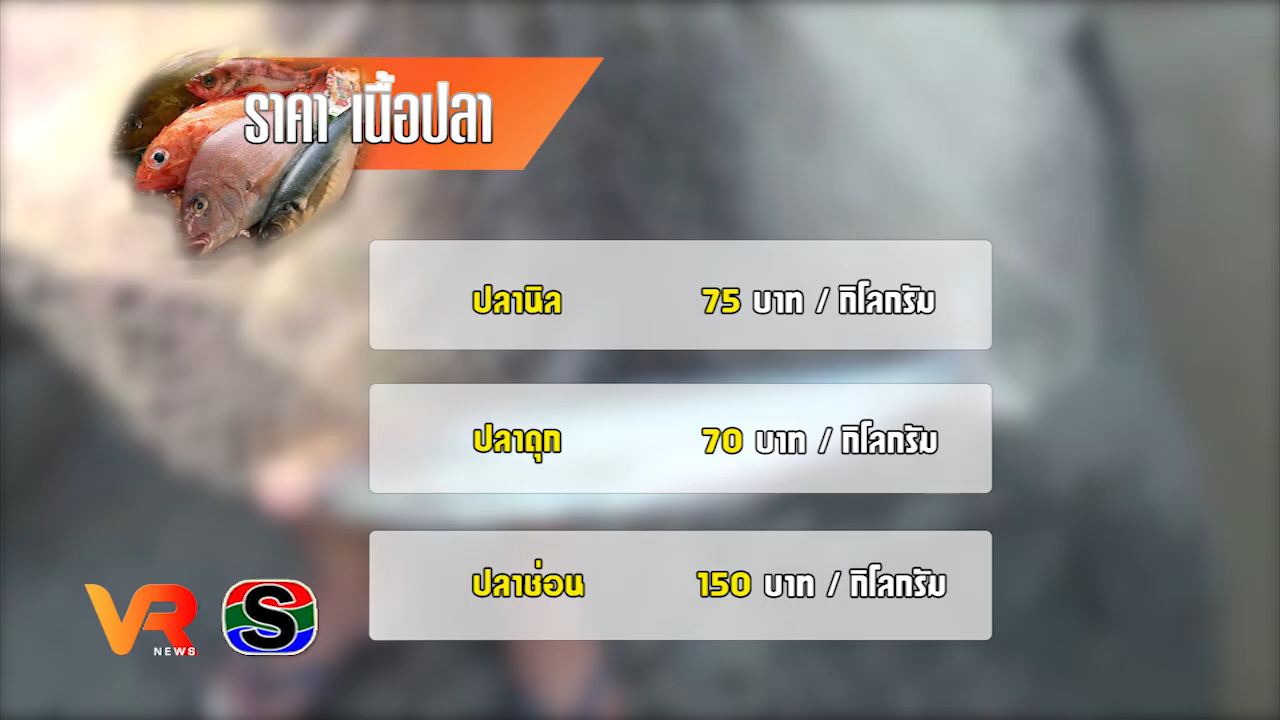 ราคา เนื้อปลา
ปลานิล 75 บาท / กิโลกรัม
ปลาดุก 70 บาท / กิโลกรัม
ปลาช่อน 150 บาท / กิโลกรัม
VR NEWS
S